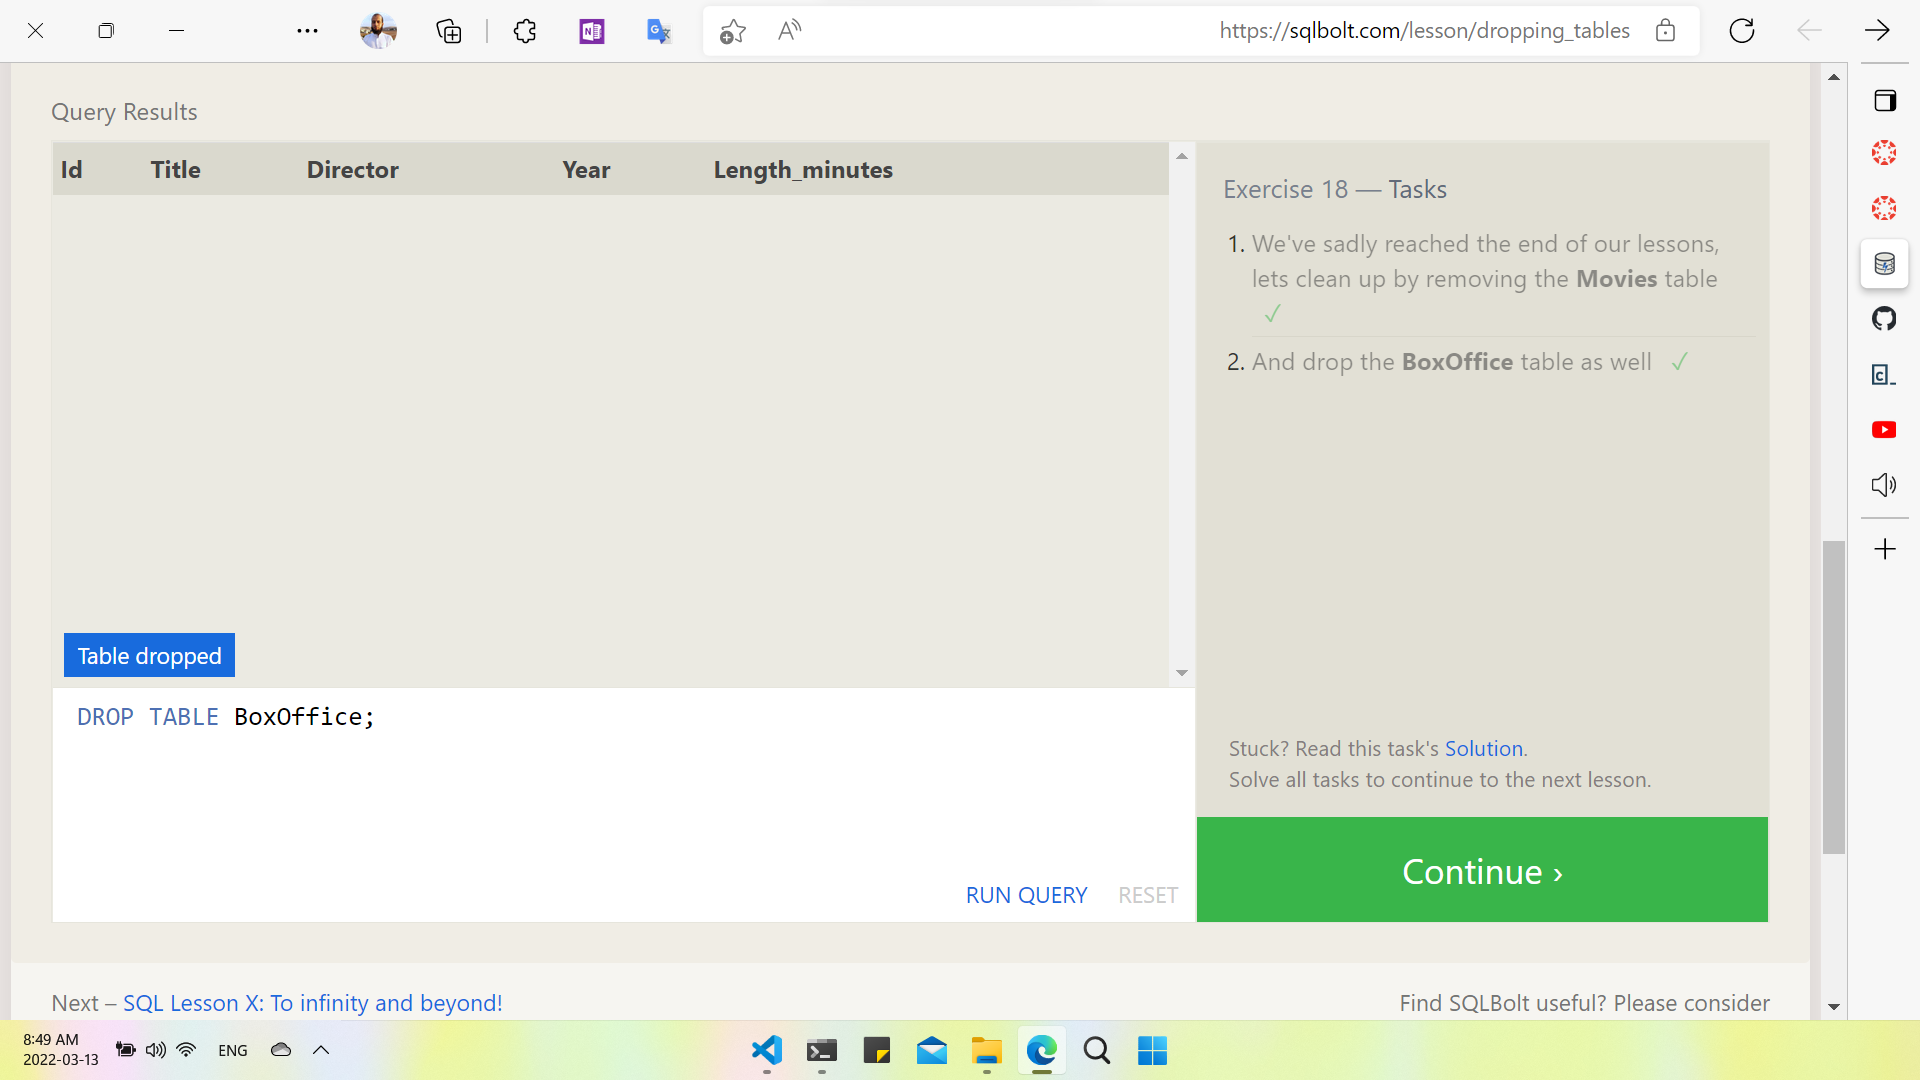 https://sqlbolt.com/lesson/dropping_tables
Query Results
Id Title Director Year Length_minutes
Exercise 18 — Tasks
1. We've sadly reached the end of our lessons,
lets clean up by removing the Movies table
✓
2. And drop the BoxOffice table as well ✓
Table dropped
DROP TABLE BoxOffice;
Stuck? Read this task's Solution.
Solve all tasks to continue to the next lesson.
RUN QUERY RESET
Continue ›
Next – SQL Lesson X: To infinity and beyond!
Find SQLBolt useful? Please consider
8:49 AM
2022-03-13
ENG